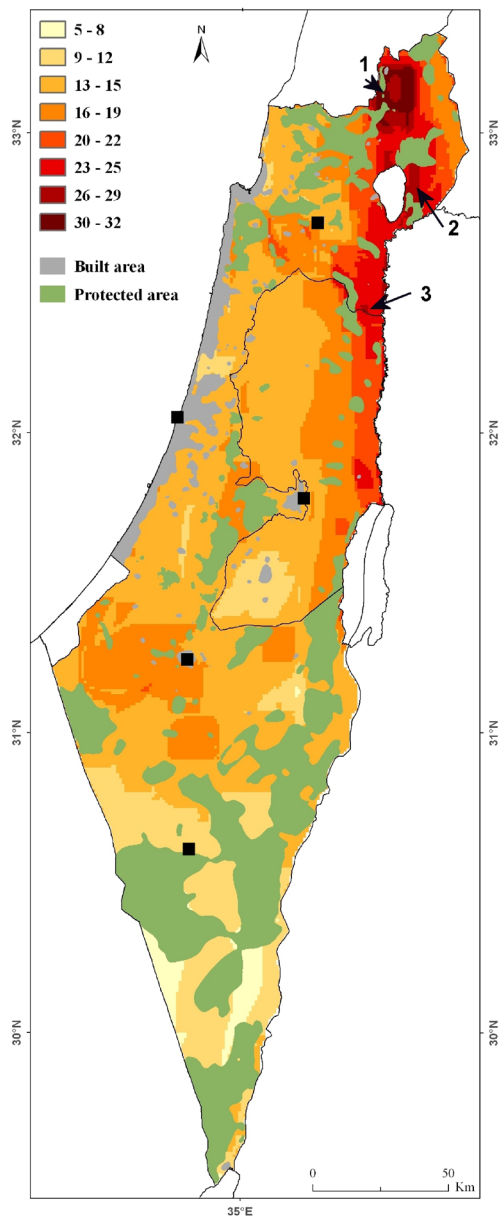 N
5 - 8
9 - 12
13 - 15
16 - 19
20 - 22
23 - 25
26 - 29
30 - 32
Built area
Protected area
1
2
3
33°N
33°N
32°N
32°N
31°N
31°N
30°N
30°N
0 50
Km
35°E